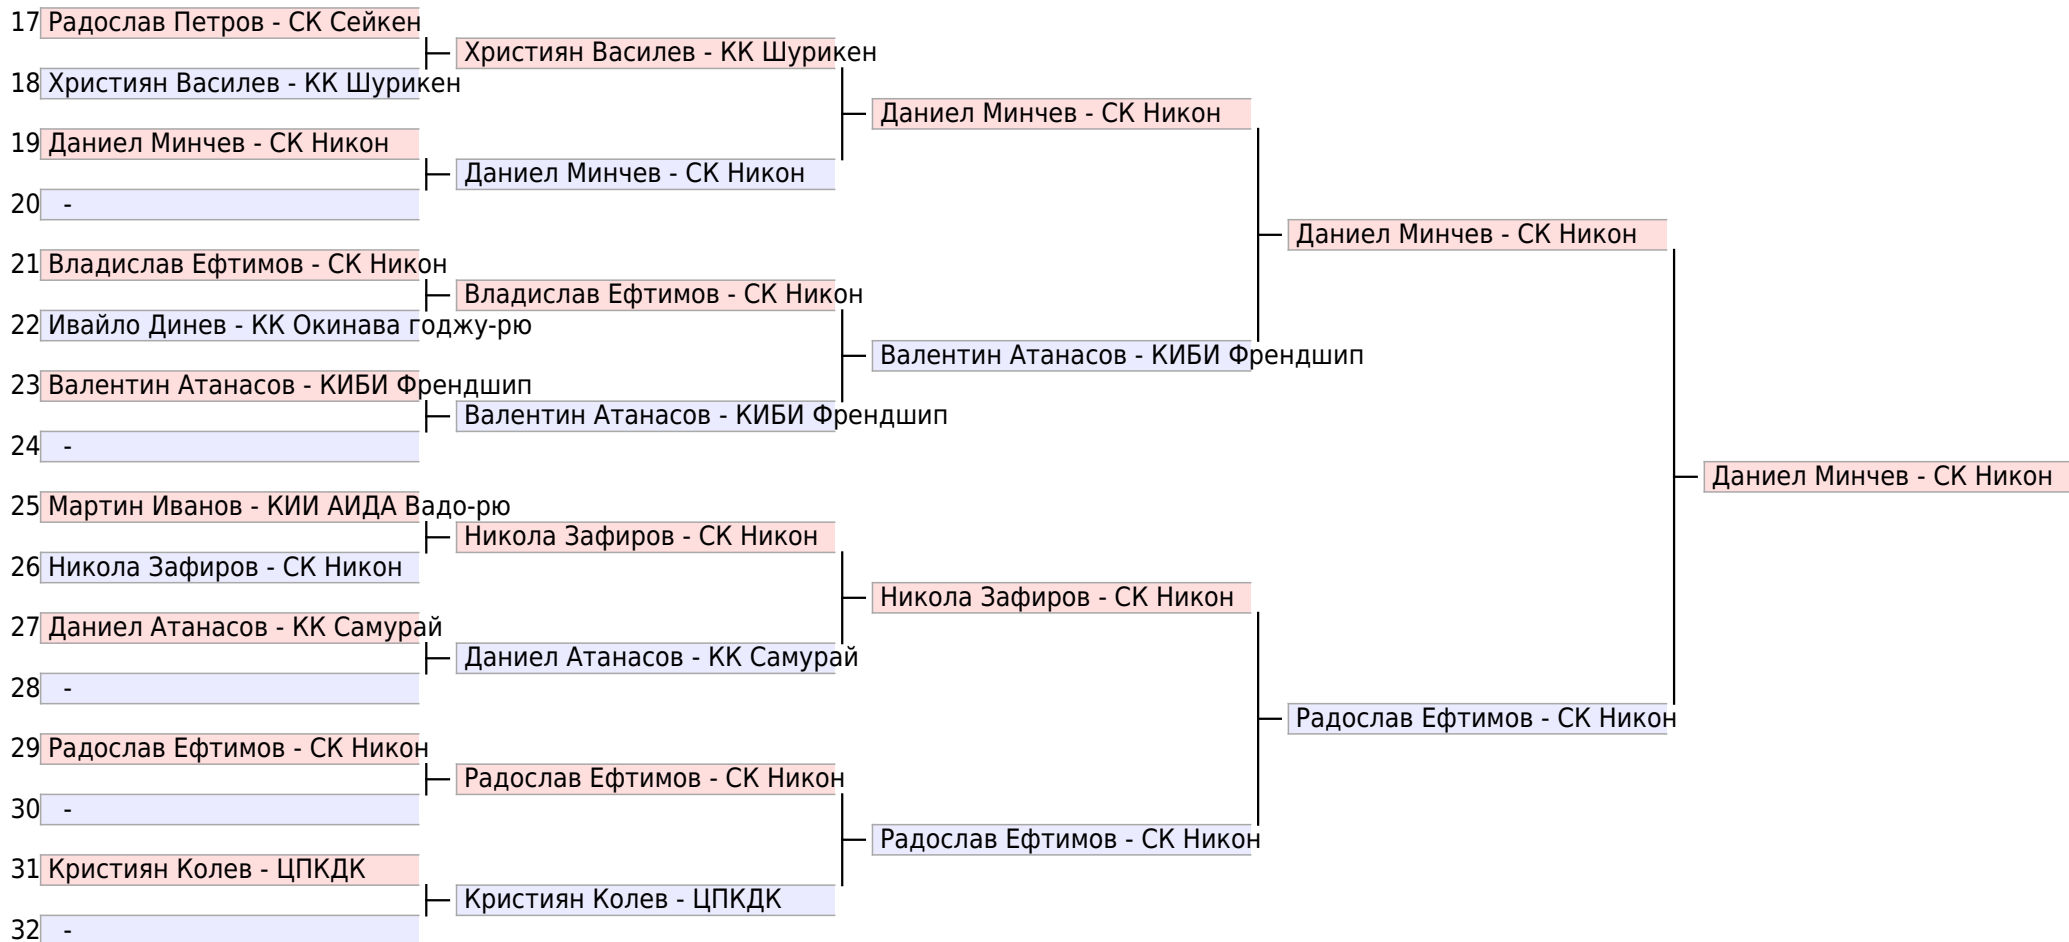 17 Радослав Петров - СК Сейкен
Християн Василев - КК Шурикен
18 Християн Василев - КК Шурикен
Даниел Минчев - СК Никон
19 Даниел Минчев - СК Никон
Даниел Минчев - СК Никон
20 -
Даниел Минчев - СК Никон
21 Владислав Ефтимов - СК Никон
Владислав Ефтимов - СК Никон
22 Ивайло Динев - КК Окинава годжу-рю
Валентин Атанасов - КИБИ Френдшип
23 Валентин Атанасов - КИБИ Френдшип
Валентин Атанасов - КИБИ Френдшип
24 -
Даниел Минчев - СК Никон
25 Мартин Иванов - КИИ АИДА Вадо-рю
Никола Зафиров - СК Никон
26 Никола Зафиров - СК Никон
Никола Зафиров - СК Никон
27 Даниел Атанасов - КК Самурай
Даниел Атанасов - КК Самурай
28 -
Радослав Ефтимов - СК Никон
29 Радослав Ефтимов - СК Никон
Радослав Ефтимов - СК Никон
30 -
Радослав Ефтимов - СК Никон
31 Кристиян Колев - ЦПКДК
Кристиян Колев - ЦПКДК
32 -